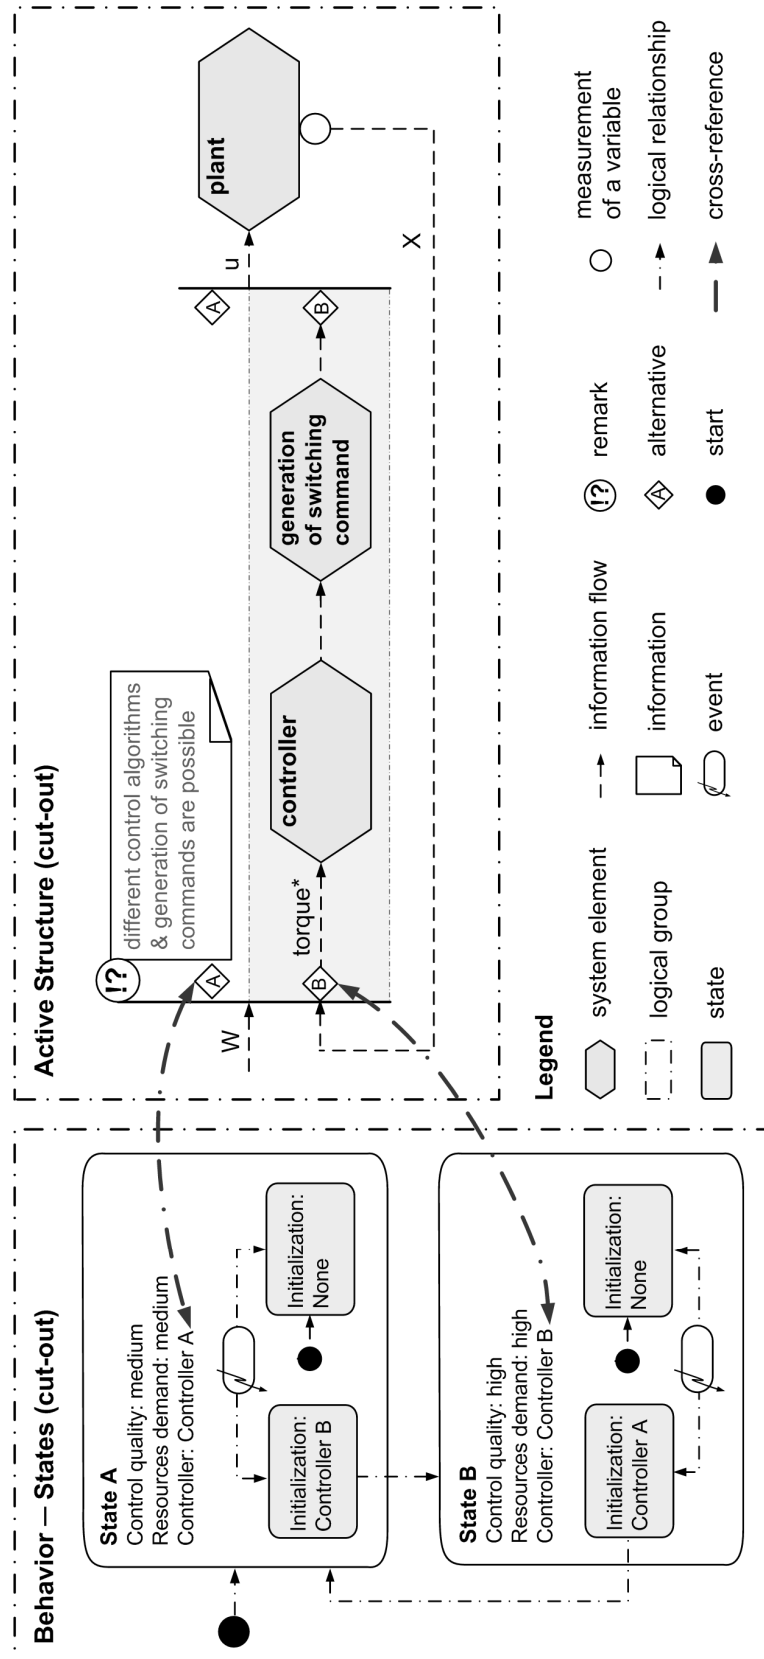 Behavior – States (cut-out)
State A
Control quality: medium
Resources demand: medium
Controller: Controller A
Initialization:
Controller B
Initialization:
None
State B
Control quality: high
Resources demand: high
Controller: Controller B
Initialization:
Controller A
Initialization:
None
Active Structure (cut-out)
!?
different control algorithms
& generation of switching
commands are possible
A
A
W
u
plant
B
torque*
controller
generation
of switching
command
B
X
Legend
system element
information flow
!?
remark
measurement
of a variable
logical group
information
A
alternative
logical relationship
state
event
start
cross-reference